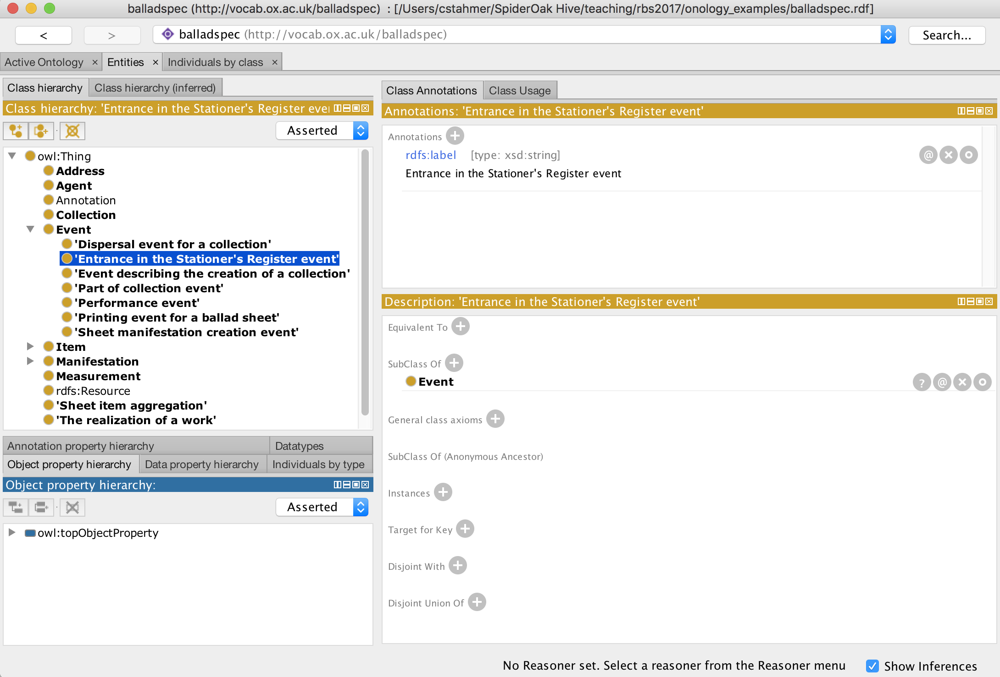 balladspec (http://vocab.ox.ac.uk/balladspec) : [/Users/cstahmer/SpiderOak Hive/teaching/rbs2017/onology_examples/balladspec.rdf]
< > balladspec (http://vocab.ox.ac.uk/balladspec) Search...
Active Ontology × Entities × Individuals by class ×
Class hierarchy Class hierarchy (inferred)
Class hierarchy: 'Entrance in the Stationer's Register
Asserted
owl:Thing
Address
Agent
Annotation
Collection
Event
'Dispersal event for a collection'
'Entrance in the Stationer's Register event'
'Event describing the creation of a collection'
'Part of collection event'
'Performance event'
'Printing event for a ballad sheet'
'Sheet manifestation creation event'
Item
Manifestation
Measurement
rdfs:Resource
'Sheet item aggregation'
'The realization of a work'
Annotation property hierarchy Datatypes
Object property hierarchy Data property hierarchy Individuals by type
Object property hierarchy:
Asserted
owl:topObjectProperty
Class Annotations Class Usage
Annotations: 'Entrance in the Stationer's Register event'
Annotations
rdfs:label [type: xsd:string]
Entrance in the Stationer's Register event
Description: 'Entrance in the Stationer's Register event'
Equivalent To
SubClass Of
Event
General class axioms
SubClass Of (Anonymous Ancestor)
Instances
Target for Key
Disjoint With
Disjoint Union Of
No Reasoner set. Select a reasoner from the Reasoner menu Show Inferences